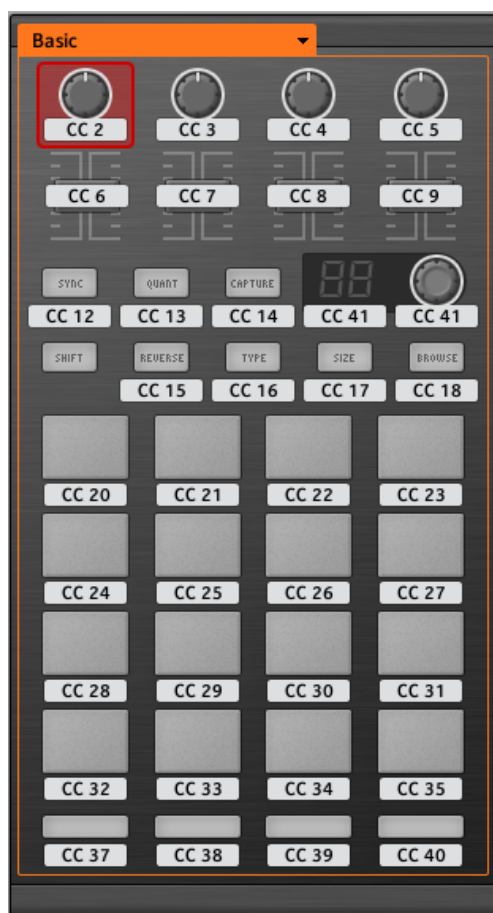 Basic
CC 2 CC 3 CC 4 CC 5
CC 6 CC 7 CC 8 CC 9
SYNC QUANT CAPTURE 88
CC 12 CC 13 CC 14 CC 41 CC 41
SHIFT REVERSE TYPE SIZE BROWSE
CC 15 CC 16 CC 17 CC 18
CC 20 CC 21 CC 22 CC 23
CC 24 CC 25 CC 26 CC 27
CC 28 CC 29 CC 30 CC 31
CC 32 CC 33 CC 34 CC 35
CC 37 CC 38 CC 39 CC 40